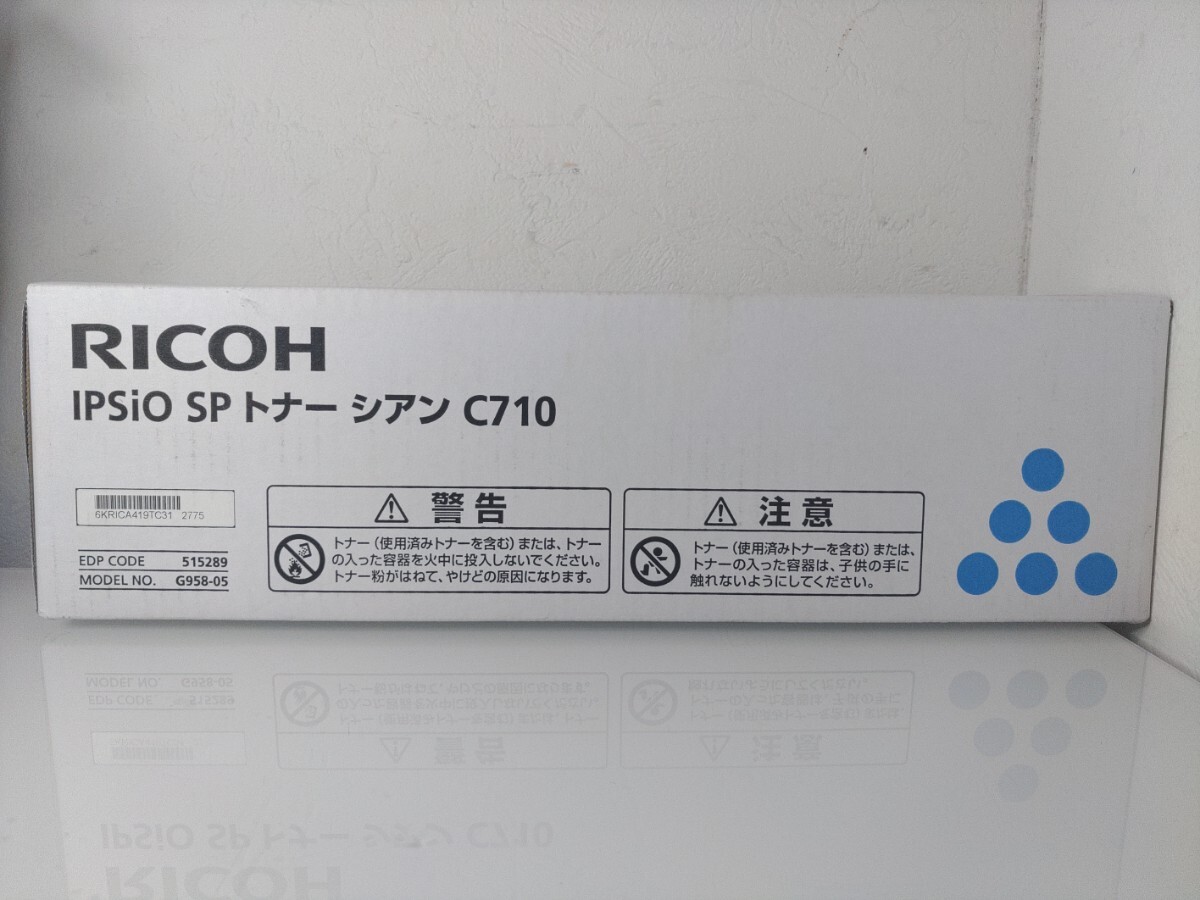 RICOH
IPSiO SP トナー シアン C710
6KRICA419TC31 2775
EDP CODE 515289
MODEL NO. G958-05
警告
トナー（使用済みトナーを含む）または、トナー
の入った容器を火中に投入しないでください。
トナー粉がはねて、やけどの原因になります。
注意
トナー（使用済みトナーを含む）または、
トナーの入った容器は、子供の手に
触れないようにしてください。